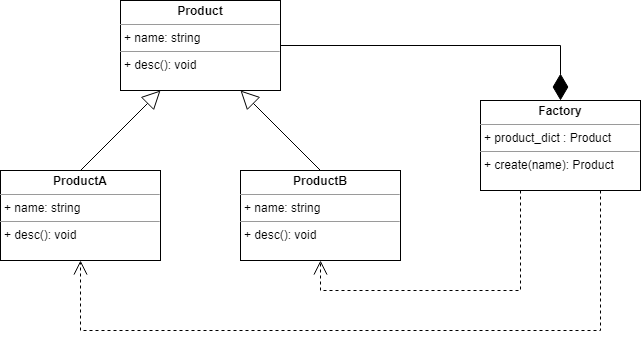 Product
+ name: string
+ desc(): void
Factory
+ product_dict : Product
+ create(name): Product
ProductA
+ name: string
+ desc(): void
ProductB
+ name: string
+ desc(): void